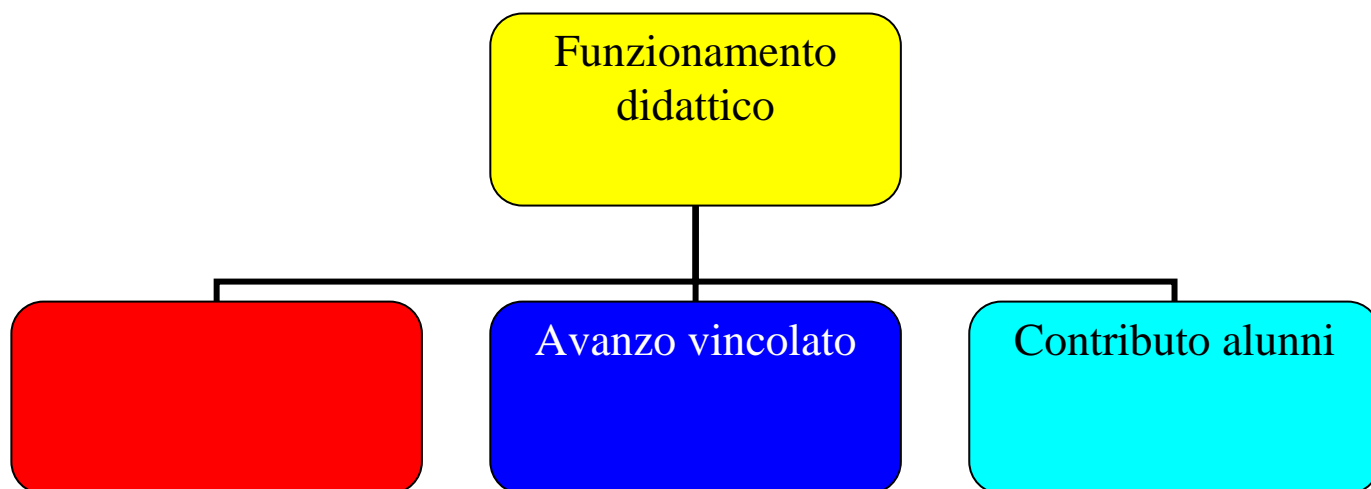 Funzionamento
didattico
Avanzo vincolato
Contributo alunni